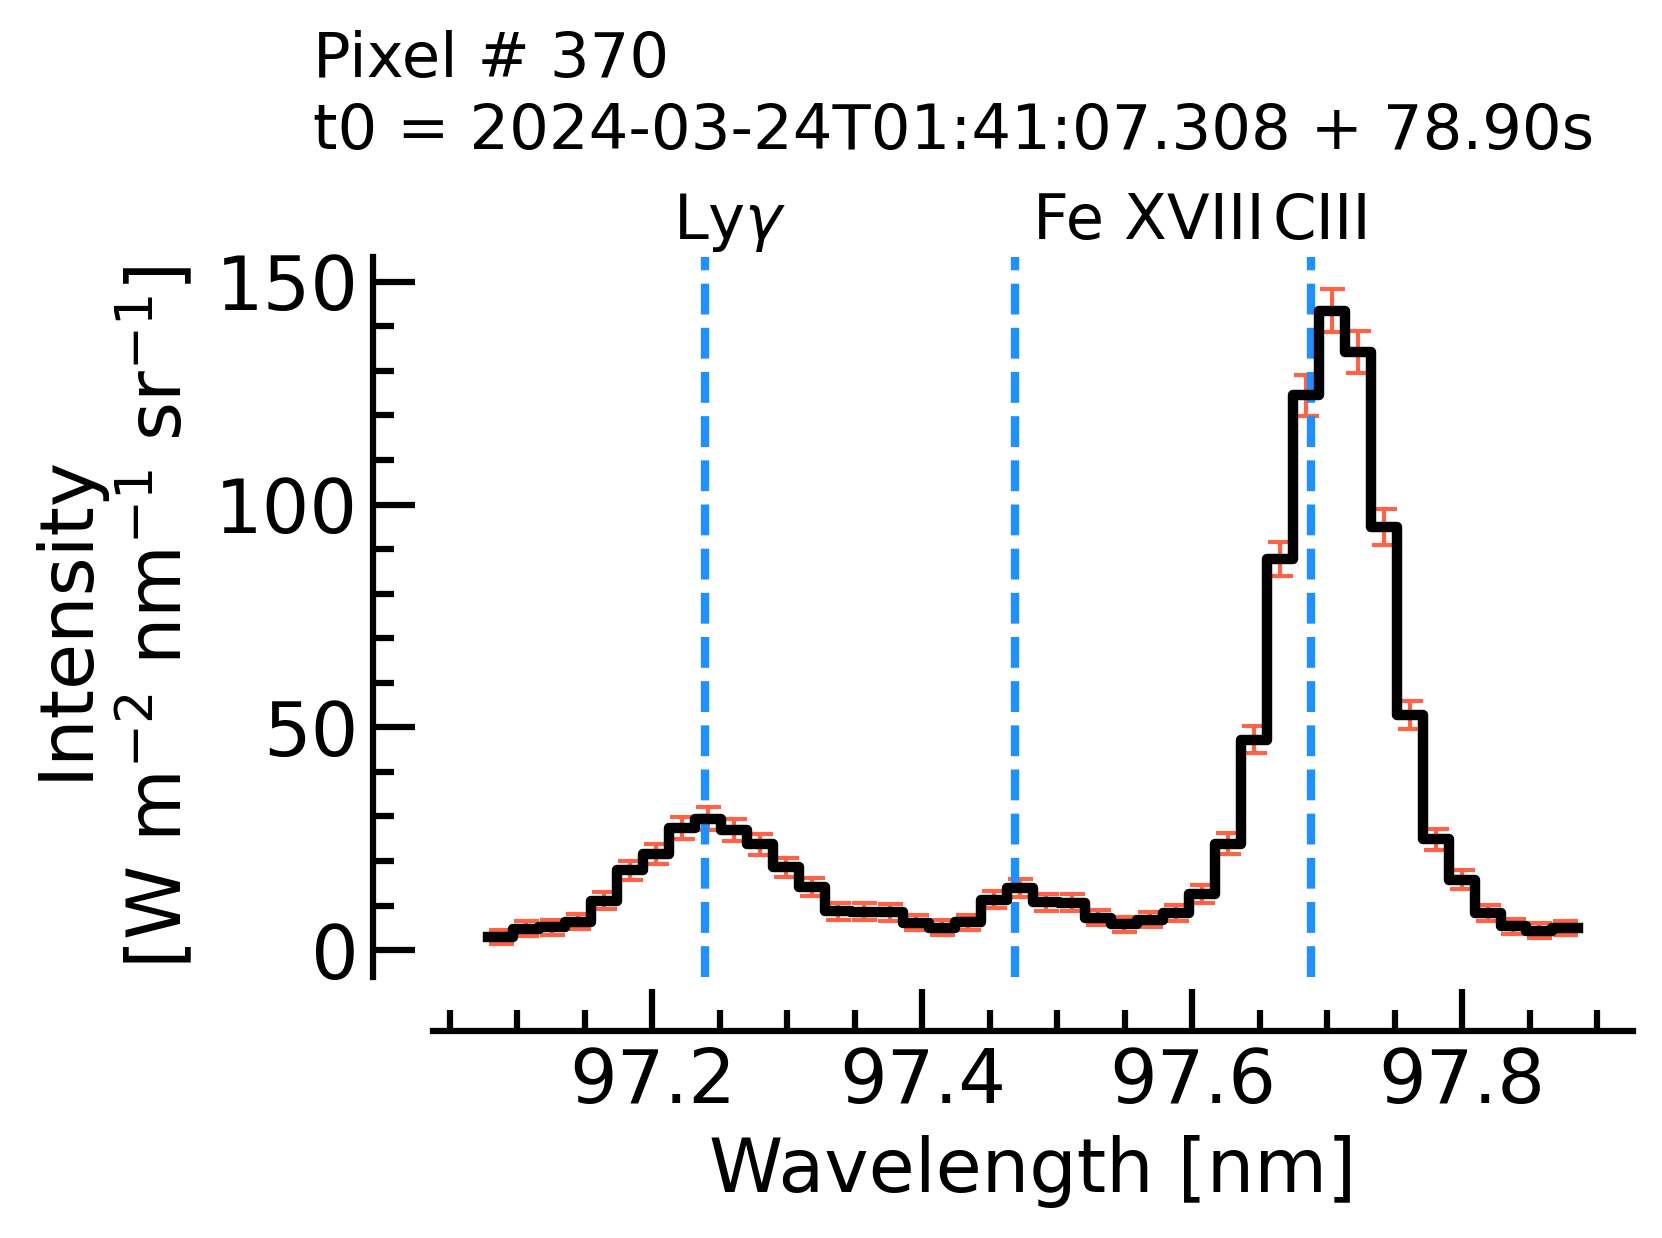 Pixel # 370
t0 = 2024-03-24T01:41:07.308 + 78.90s
Lyγ Fe XVIII CIII
Intensity
[W m⁻² nm⁻¹ sr⁻¹]
150
100
50
0
97.2 97.4 97.6 97.8
Wavelength [nm]